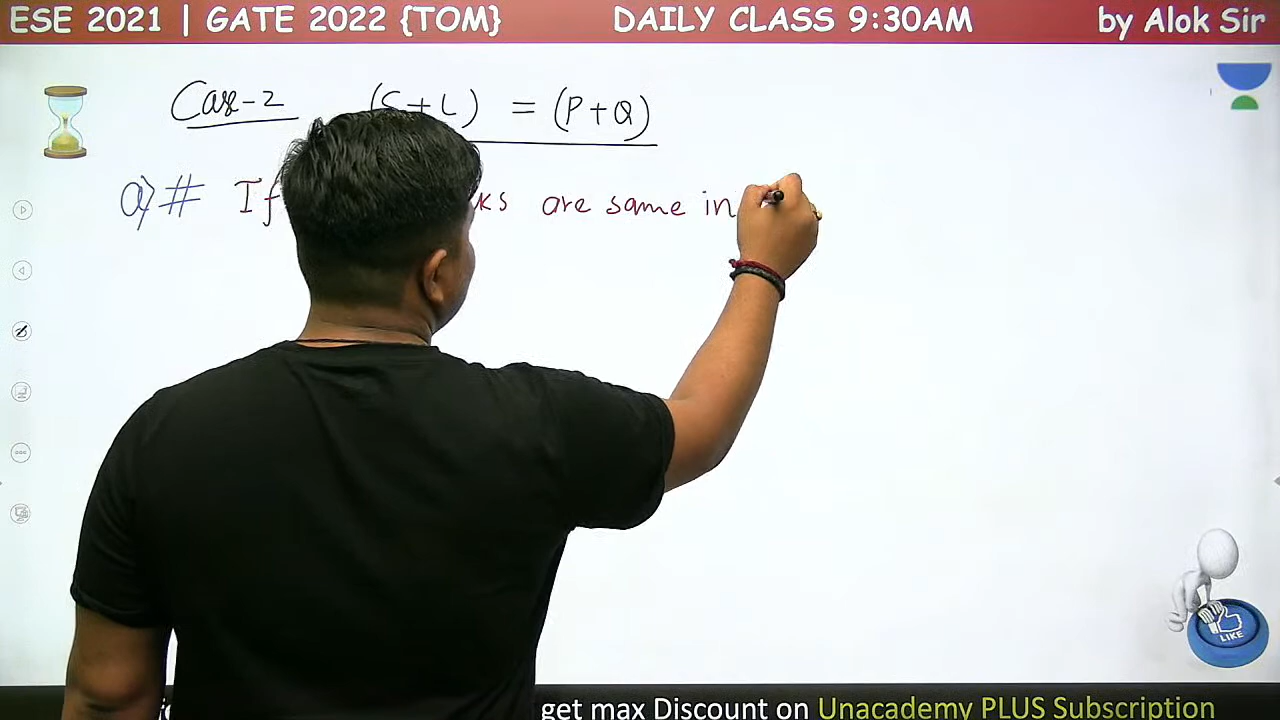 ESE 2021 | GATE 2022 {TOM} DAILY CLASS 9:30AM by Alok Sir
Case-2 (S+L) = (P+Q)
a) # If are same in
LIKE
get max Discount on Unacademy PLUS Subscription